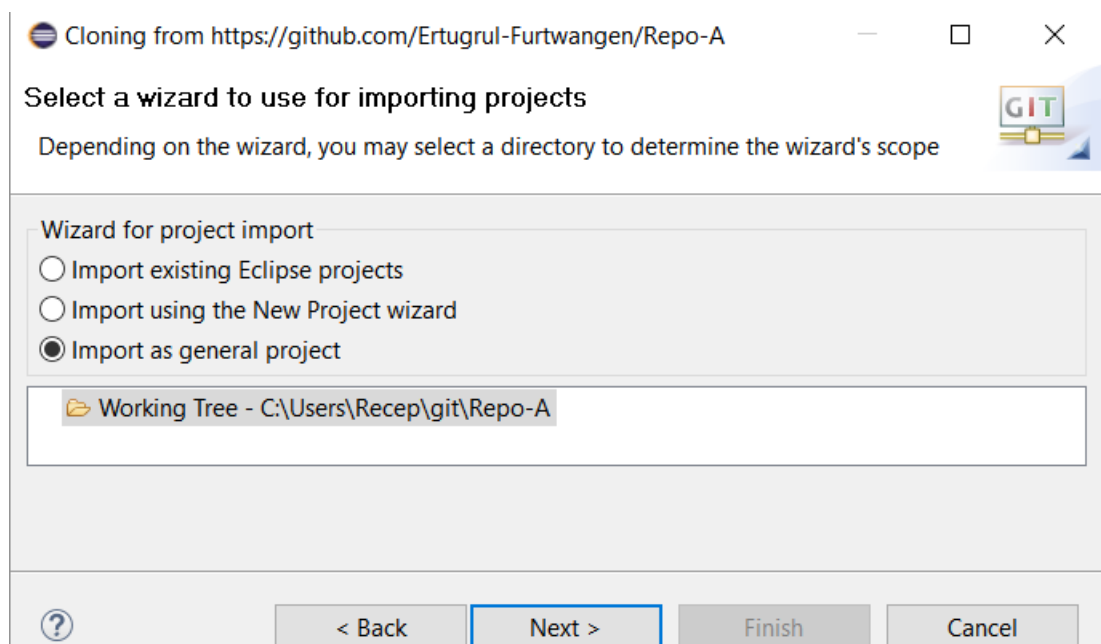 Cloning from https://github.com/Ertugrul-Furtwangen/Repo-A
Select a wizard to use for importing projects
GIT
Depending on the wizard, you may select a directory to determine the wizard's scope
Wizard for project import
Import existing Eclipse projects
Import using the New Project wizard
Import as general project
Working Tree - C:\Users\Recep\git\Repo-A
? < Back Next > Finish Cancel